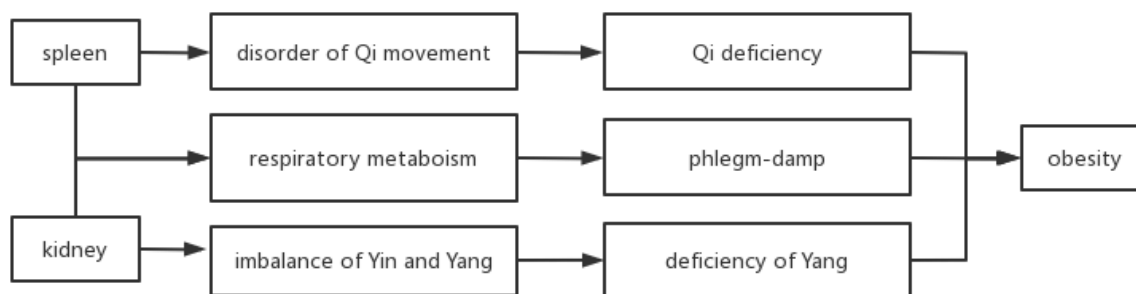 spleen
disorder of Qi movement
Qi deficiency
respiratory metaboism
phlegm-damp
obesity
kidney
imbalance of Yin and Yang
deficiency of Yang